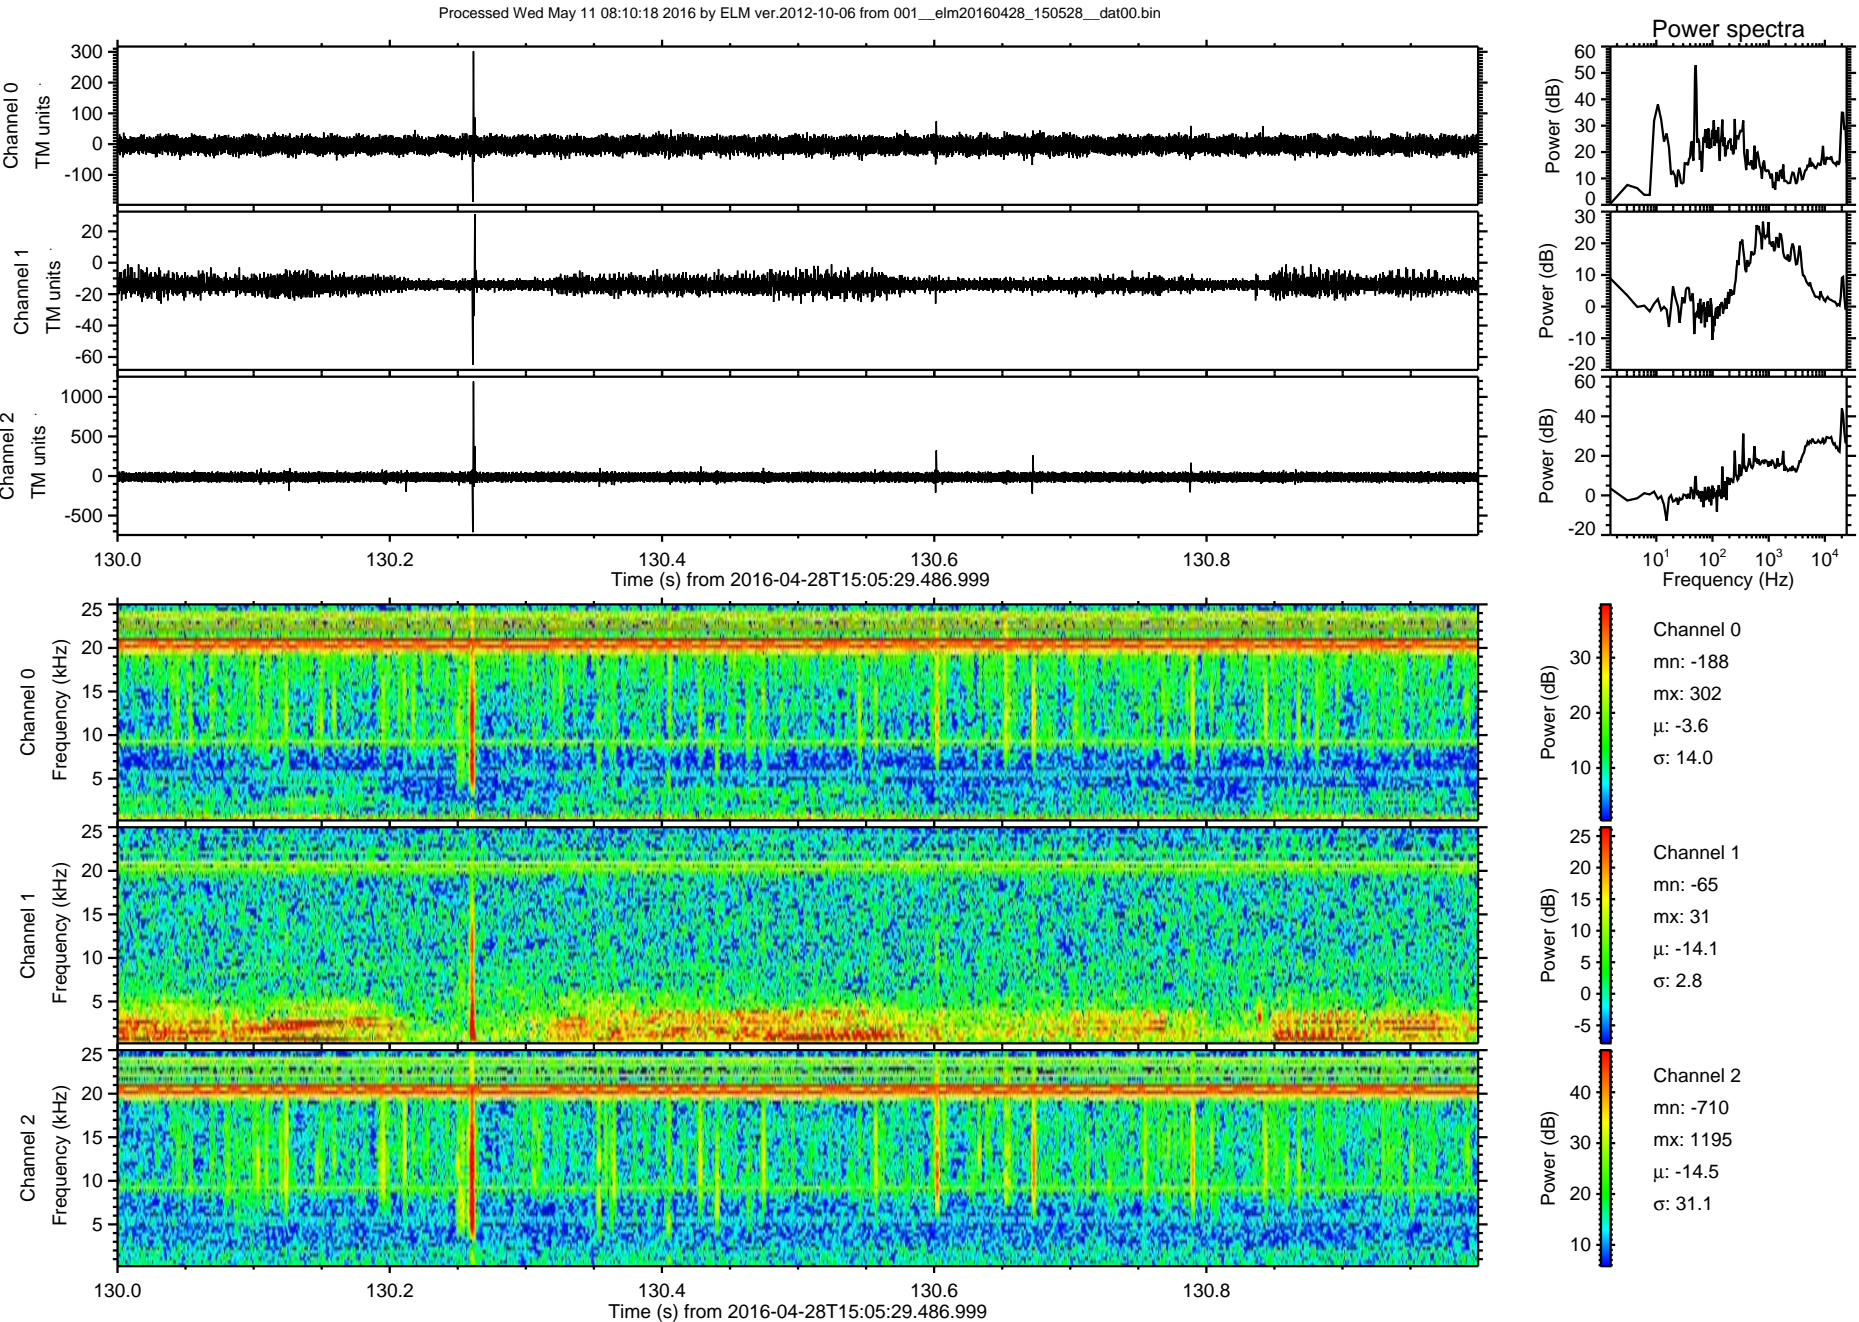 Processed Wed May 11 08:10:18 2016 by ELM ver.2012-10-06 from 001__elm20160428_150528__dat00.bin
Power spectra
Channel 0
TM units
300
200
100
0
-100
Power (dB)
60
50
40
30
20
10
0
Channel 1
TM units
20
0
-20
-40
-60
Power (dB)
30
20
10
0
-10
-20
Channel 2
TM units
1000
500
0
-500
Power (dB)
60
40
20
0
-20
130.0 130.2 130.4 130.6 130.8
Time (s) from 2016-04-28T15:05:29.486.999
10^1 10^2 10^3 10^4
Frequency (Hz)
Channel 0
Frequency (kHz)
25
20
15
10
5
Power (dB)
30
20
10
Channel 0
mn: -188
mx: 302
μ: -3.6
σ: 14.0
Channel 1
Frequency (kHz)
25
20
15
10
5
Power (dB)
25
20
15
10
5
0
-5
Channel 1
mn: -65
mx: 31
μ: -14.1
σ: 2.8
Channel 2
Frequency (kHz)
25
20
15
10
5
Power (dB)
40
30
20
10
Channel 2
mn: -710
mx: 1195
μ: -14.5
σ: 31.1
130.0 130.2 130.4 130.6 130.8
Time (s) from 2016-04-28T15:05:29.486.999